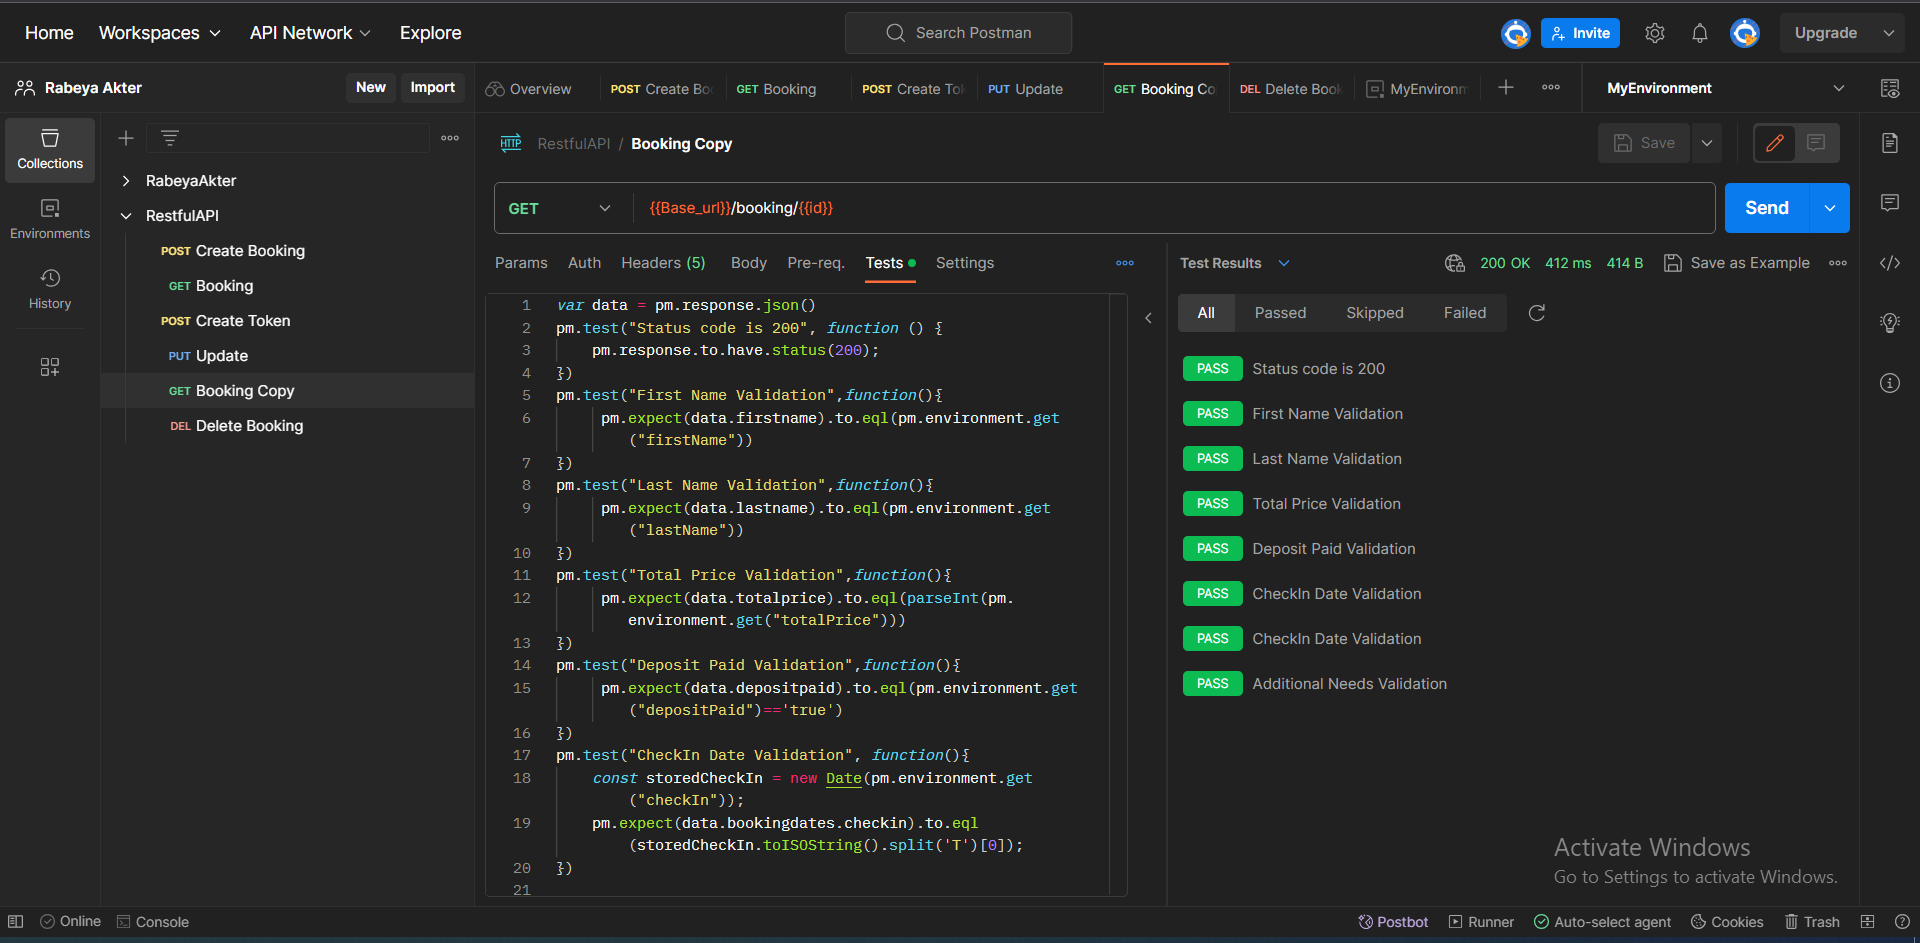 Home Workspaces API Network Explore Search Postman Invite Upgrade
Rabeya Akter New Import Overview POST Create Boo GET Booking POST Create Tok PUT Update GET Booking Co DEL Delete Book MyEnvironm MyEnvironment
Collections
Environments
History
RabeyaAkter
RestfulAPI
POST Create Booking
GET Booking
POST Create Token
PUT Update
GET Booking Copy
DEL Delete Booking
HTTP RestfulAPI / Booking Copy Save
GET {{Base_url}}/booking/{{id}} Send
Params Auth Headers (5) Body Pre-req. Tests Settings
1 var data = pm.response.json()
2 pm.test("Status code is 200", function () {
3 pm.response.to.have.status(200);
4 })
5 pm.test("First Name Validation",function(){
6 pm.expect(data.firstname).to.eql(pm.environment.get
("firstName"))
7 })
8 pm.test("Last Name Validation",function(){
9 pm.expect(data.lastname).to.eql(pm.environment.get
("lastName"))
10 })
11 pm.test("Total Price Validation",function(){
12 pm.expect(data.totalprice).to.eql(parseInt(pm.
environment.get("totalPrice")))
13 })
14 pm.test("Deposit Paid Validation",function(){
15 pm.expect(data.depositpaid).to.eql(pm.environment.get
("depositPaid")=='true')
16 })
17 pm.test("CheckIn Date Validation", function(){
18 const storedCheckIn = new Date(pm.environment.get
("checkIn"));
19 pm.expect(data.bookingdates.checkin).to.eql
(storedCheckIn.toISOString().split('T')[0]);
20 })
21
Test Results 200 OK 412 ms 414 B Save as Example
All Passed Skipped Failed
PASS Status code is 200
PASS First Name Validation
PASS Last Name Validation
PASS Total Price Validation
PASS Deposit Paid Validation
PASS CheckIn Date Validation
PASS CheckIn Date Validation
PASS Additional Needs Validation
Activate Windows
Go to Settings to activate Windows.
Online Console Postbot Runner Auto-select agent Cookies Trash